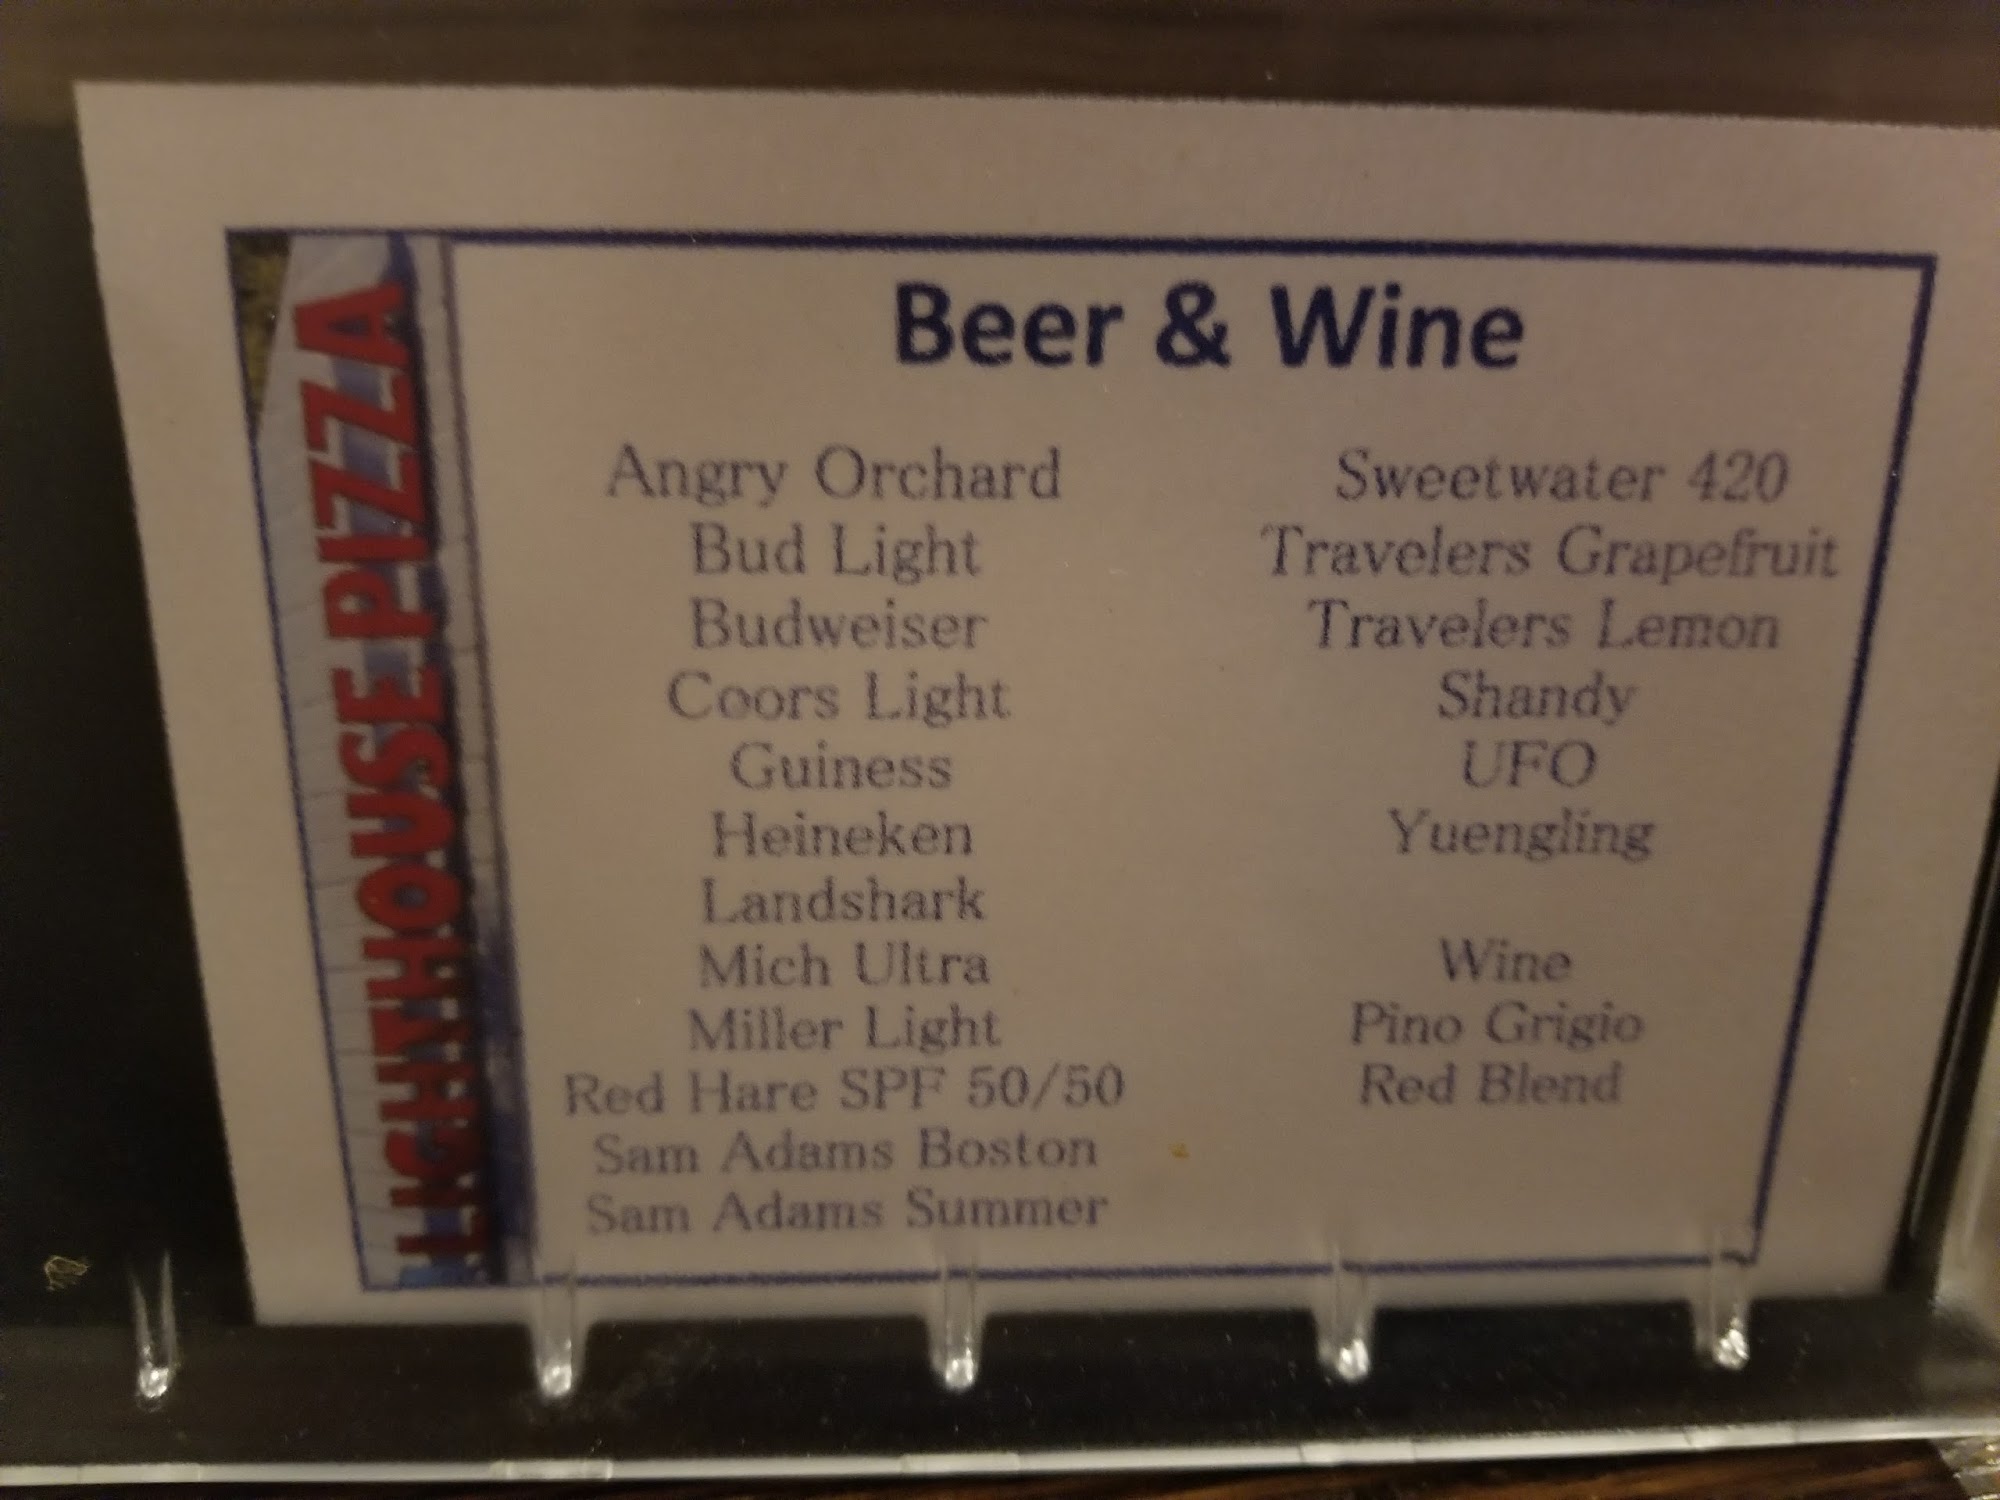 LIGHTHOUSE PIZZA
Beer & Wine
Angry Orchard
Bud Light
Budweiser
Coors Light
Guiness
Heineken
Landshark
Mich Ultra
Miller Light
Red Hare SPF 50/50
Sam Adams Boston
Sam Adams Summer
Sweetwater 420
Travelers Grapefruit
Travelers Lemon
Shandy
UFO
Yuengling
Wine
Pino Grigio
Red Blend